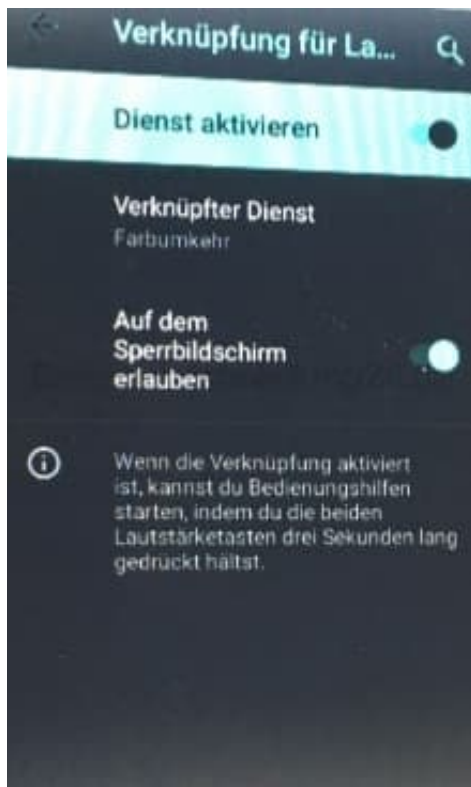 Verknüpfung für La...
Dienst aktivieren
Verknüpfter Dienst
Farbumkehr
Auf dem
Sperrbildschirm
erlauben
Wenn die Verknüpfung aktiviert
ist, kannst du Bedienungshilfen
starten, indem du die beiden
Lautstärketasten drei Sekunden lang
gedrückt hältst.